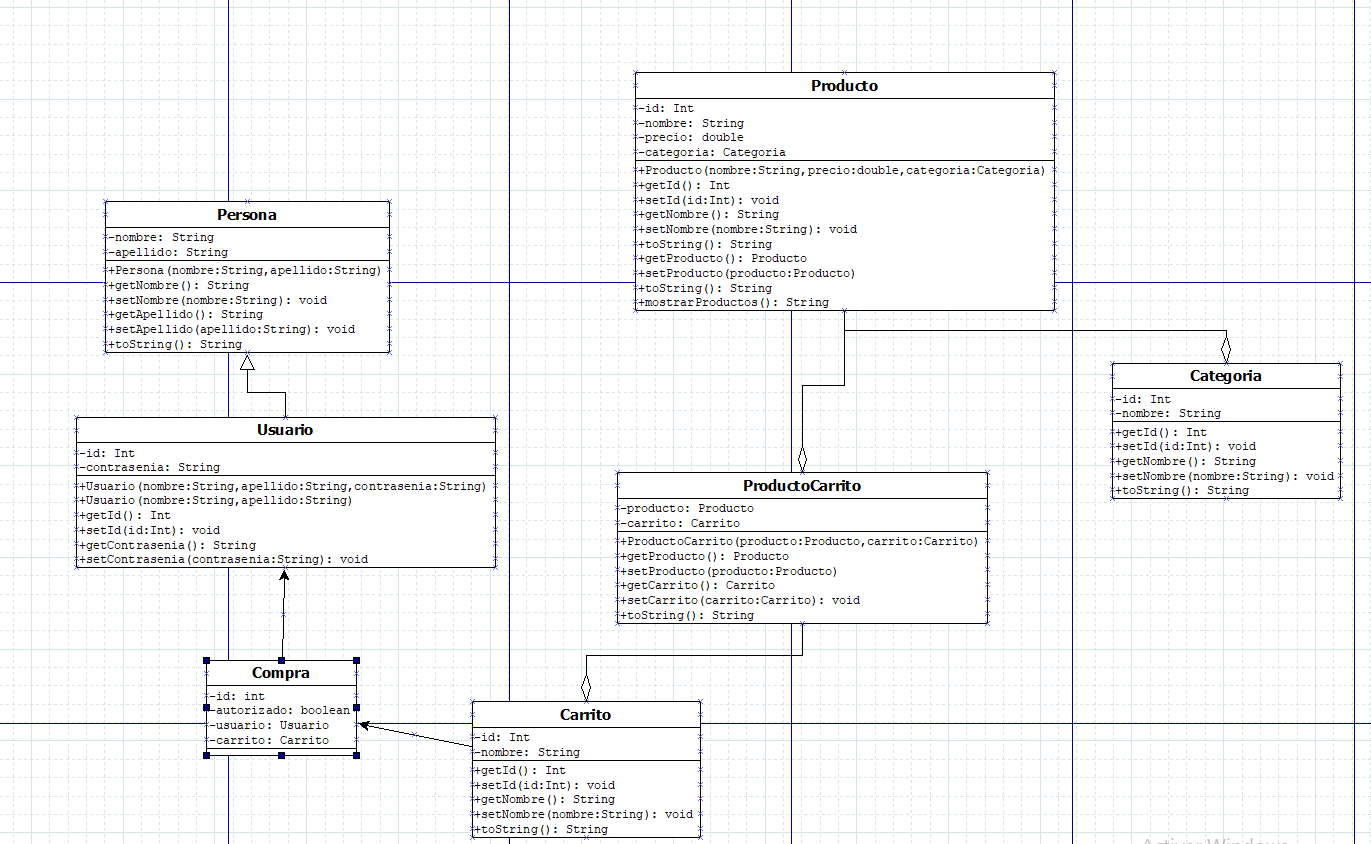 Producto
-id: Int
-nombre: String
-precio: double
-categoria: Categoria
+Producto(nombre:String,precio:double,categoria:Categoria)
+getId(): Int
+setId(id:Int): void
+getNombre(): String
+setNombre(nombre:String): void
+toString(): String
+getProducto(): Producto
+setProducto(producto:Producto)
+toString(): String
+mostrarProductos(): String
Persona
-nombre: String
-apellido: String
+Persona(nombre:String,apellido:String)
+getNombre(): String
+setNombre(nombre:String): void
+getApellido(): String
+setApellido(apellido:String): void
+toString(): String
Categoria
-id: Int
-nombre: String
+getId(): Int
+setId(id:Int): void
+getNombre(): String
+setNombre(nombre:String): void
+toString(): String
Usuario
-id: Int
-contrasenia: String
+Usuario(nombre:String,apellido:String,contrasenia:String)
+Usuario(nombre:String,apellido:String)
+getId(): Int
+setId(id:Int): void
+getContrasenia(): String
+setContrasenia(contrasenia:String): void
ProductoCarrito
-producto: Producto
-carrito: Carrito
+ProductoCarrito(producto:Producto,carrito:Carrito)
+getProducto(): Producto
+setProducto(producto:Producto)
+getCarrito(): Carrito
+setCarrito(carrito:Carrito): void
+toString(): String
Compra
-id: int
-autorizado: boolean
-usuario: Usuario
-carrito: Carrito
Carrito
-id: Int
-nombre: String
+getId(): Int
+setId(id:Int): void
+getNombre(): String
+setNombre(nombre:String): void
+toString(): String